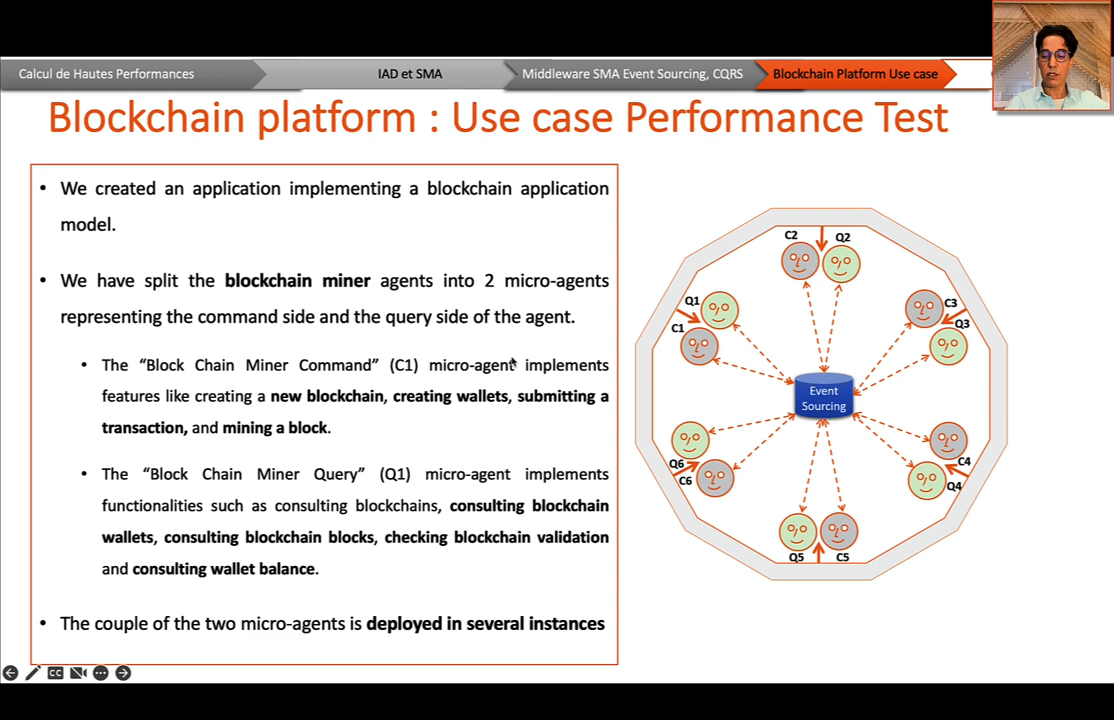 Calcul de Hautes Performances
IAD et SMA
Middleware SMA Event Sourcing, CQRS
Blockchain Platform Use case
Blockchain platform : Use case Performance Test
• We created an application implementing a blockchain application
model.
• We have split the blockchain miner agents into 2 micro-agents
representing the command side and the query side of the agent.
• The “Block Chain Miner Command” (C1) micro-agent implements
features like creating a new blockchain, creating wallets, submitting a
transaction, and mining a block.
• The “Block Chain Miner Query” (Q1) micro-agent implements
functionalities such as consulting blockchains, consulting blockchain
wallets, consulting blockchain blocks, checking blockchain validation
and consulting wallet balance.
• The couple of the two micro-agents is deployed in several instances
C2
Q2
Q1
C1
C3
Q3
Event
Sourcing
Q6
C6
C4
Q4
Q5
C5
CC